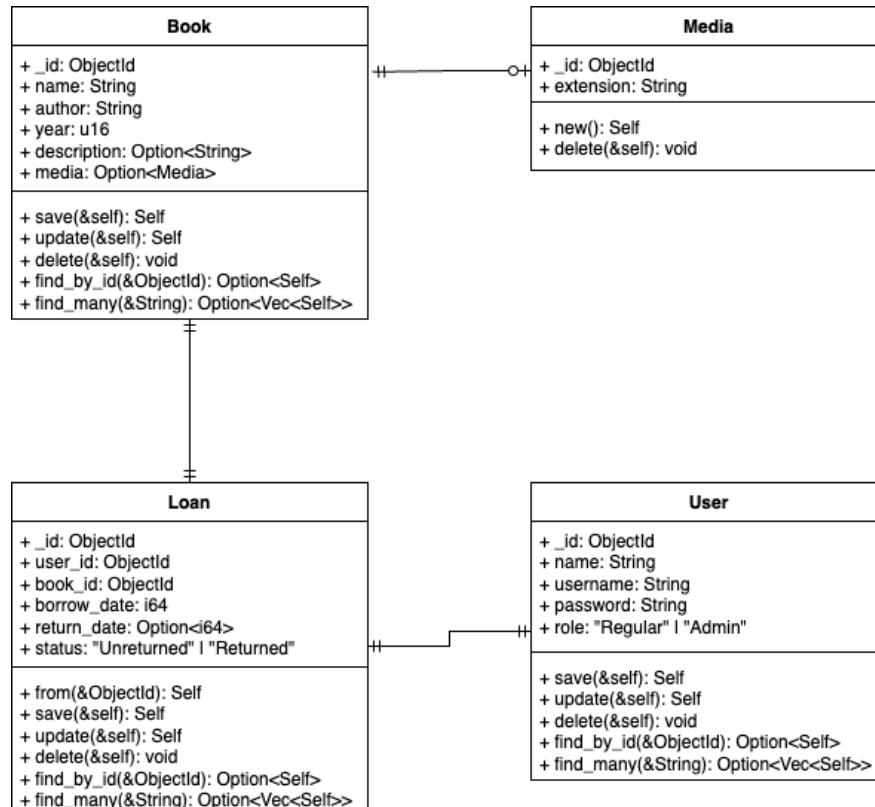 Book
+ _id: ObjectId
+ name: String
+ author: String
+ year: u16
+ description: Option<String>
+ media: Option<Media>
+ save(&self): Self
+ update(&self): Self
+ delete(&self): void
+ find_by_id(&ObjectId): Option<Self>
+ find_many(&String): Option<Vec<Self>>
Media
+ _id: ObjectId
+ extension: String
+ new(): Self
+ delete(&self): void
Loan
+ _id: ObjectId
+ user_id: ObjectId
+ book_id: ObjectId
+ borrow_date: i64
+ return_date: Option<i64>
+ status: "Unreturned" | "Returned"
+ from(&ObjectId): Self
+ save(&self): Self
+ update(&self): Self
+ delete(&self): void
+ find_by_id(&ObjectId): Option<Self>
+ find_many(&String): Option<Vec<Self>>
User
+ _id: ObjectId
+ name: String
+ username: String
+ password: String
+ role: "Regular" | "Admin"
+ save(&self): Self
+ update(&self): Self
+ delete(&self): void
+ find_by_id(&ObjectId): Option<Self>
+ find_many(&String): Option<Vec<Self>>